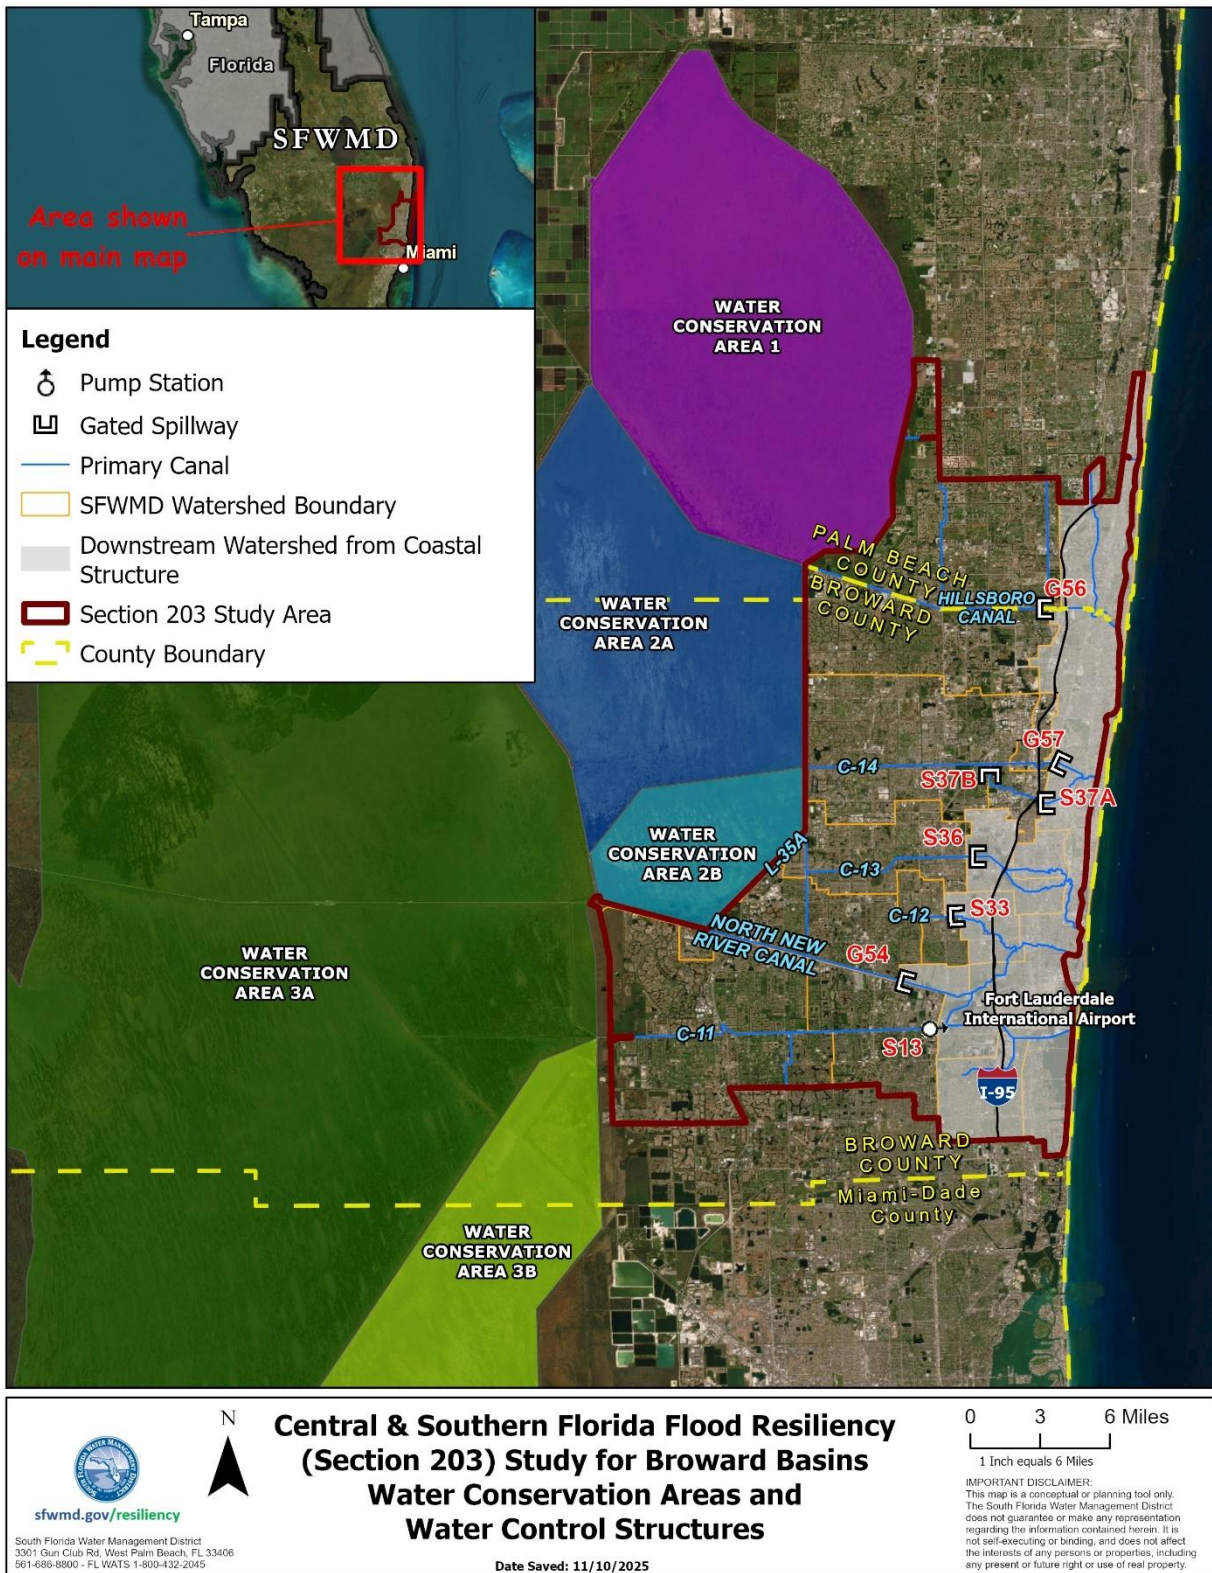 Tampa
Florida
SFWMD
Area shown
on main map
Miami
Legend
Pump Station
Gated Spillway
Primary Canal
SFWMD Watershed Boundary
Downstream Watershed from Coastal
Structure
Section 203 Study Area
County Boundary
WATER
CONSERVATION
AREA 1
PALM BEACH
COUNTY
BROWARD
COUNTY
HILLSBORO
CANAL
G56
WATER
CONSERVATION
AREA 2A
G57
C-14
S37B
S37A
WATER
CONSERVATION
AREA 2B
L-35A
S36
C-13
C-12
S33
NORTH NEW
RIVER CANAL
G54
WATER
CONSERVATION
AREA 3A
Fort Lauderdale
International Airport
C-11
S13
I-95
BROWARD
COUNTY
Miami-Dade
County
WATER
CONSERVATION
AREA 3B
SOUTH FLORIDA WATER MANAGEMENT DISTRICT
sfwmd.gov/resiliency
South Florida Water Management District
3301 Gun Club Rd, West Palm Beach, FL 33406
561-686-8800 - FL WATS 1-800-432-2045
N
Central & Southern Florida Flood Resiliency
(Section 203) Study for Broward Basins
Water Conservation Areas and
Water Control Structures
Date Saved: 11/10/2025
0 3 6 Miles
1 Inch equals 6 Miles
IMPORTANT DISCLAIMER:
This map is a conceptual or planning tool only.
The South Florida Water Management District
does not guarantee or make any representation
regarding the information contained herein. It is
not self-executing or binding, and does not affect
the interests of any persons or properties, including
any present or future right or use of real property.